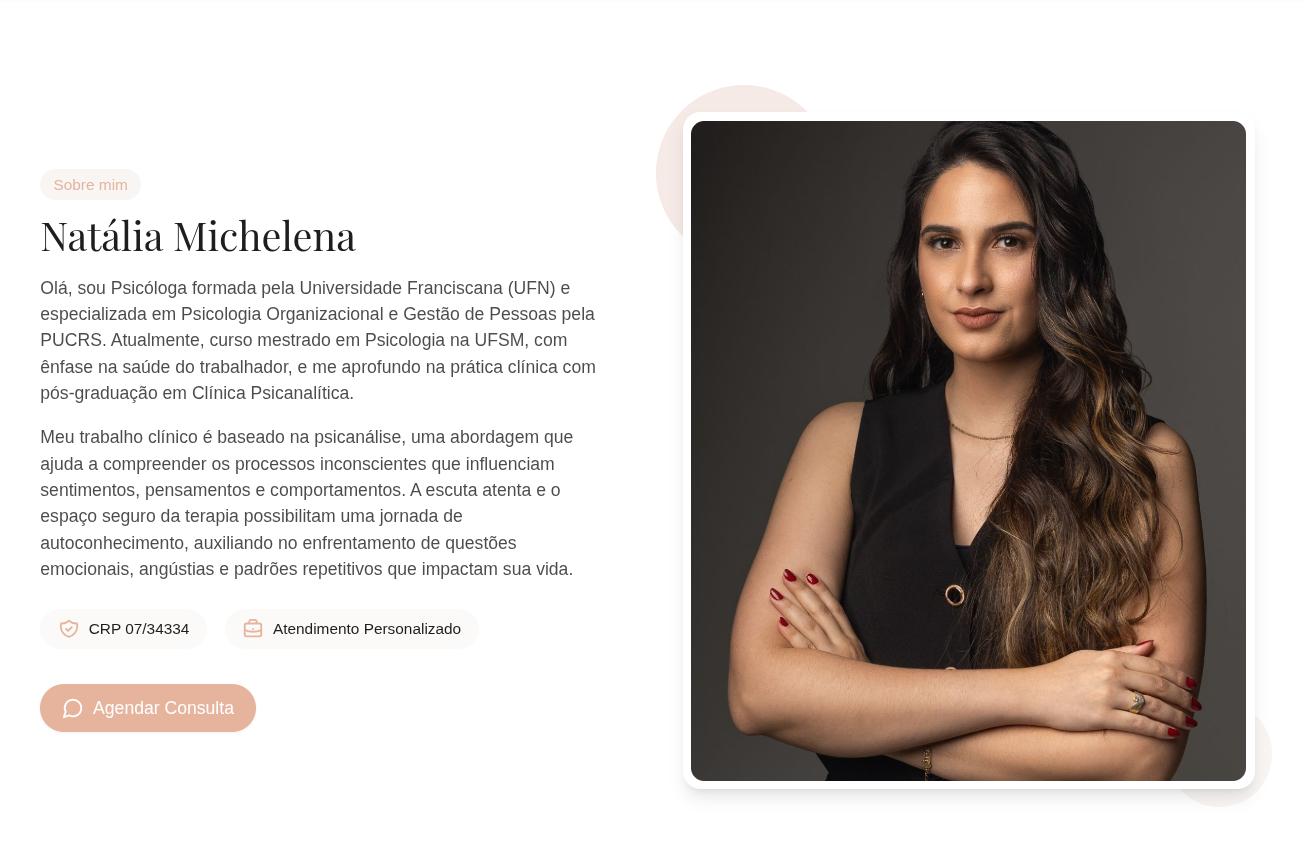 Sobre mim
Natália Michelena
Olá, sou Psicóloga formada pela Universidade Franciscana (UFN) e
especializada em Psicologia Organizacional e Gestão de Pessoas pela
PUCRS. Atualmente, curso mestrado em Psicologia na UFSM, com
ênfase na saúde do trabalhador, e me aprofundo na prática clínica com
pós-graduação em Clínica Psicanalítica.
Meu trabalho clínico é baseado na psicanálise, uma abordagem que
ajuda a compreender os processos inconscientes que influenciam
sentimentos, pensamentos e comportamentos. A escuta atenta e o
espaço seguro da terapia possibilitam uma jornada de
autoconhecimento, auxiliando no enfrentamento de questões
emocionais, angústias e padrões repetitivos que impactam sua vida.
CRP 07/34334
Atendimento Personalizado
Agendar Consulta